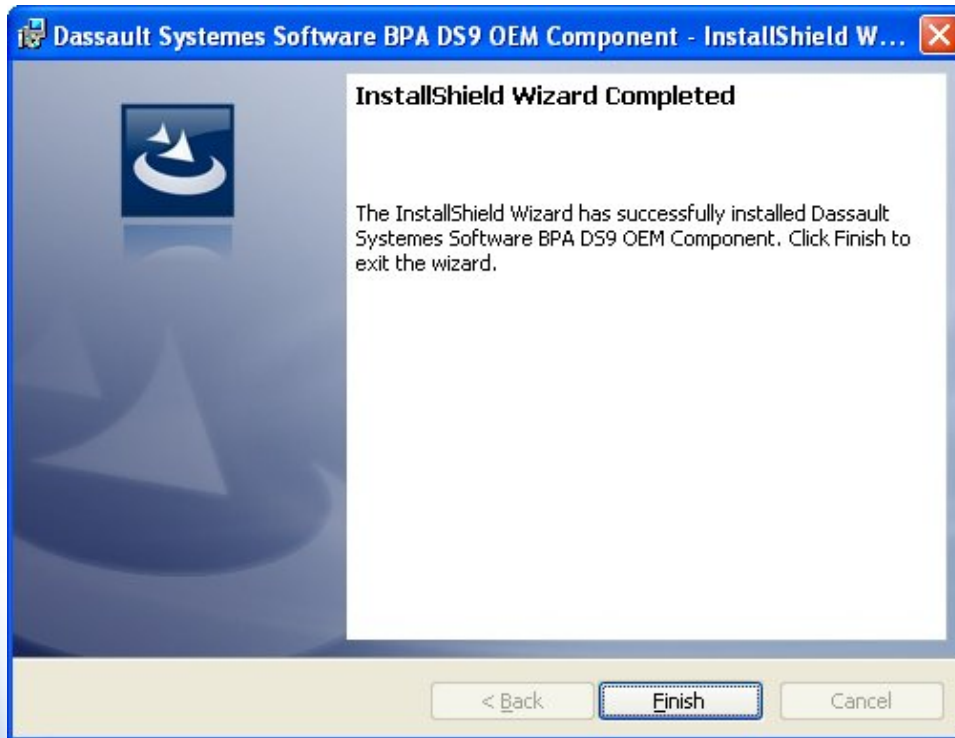 Dassault Systemes Software BPA DS9 OEM Component - InstallShield W...
InstallShield Wizard Completed
The InstallShield Wizard has successfully installed Dassault
Systemes Software BPA DS9 OEM Component. Click Finish to
exit the wizard.
< Back Finish Cancel